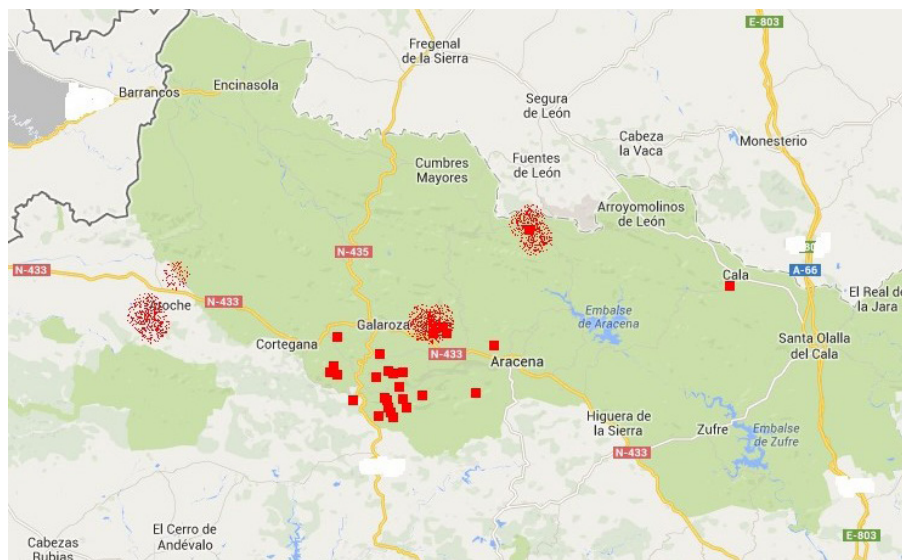 E-803
Fregenal
de la Sierra
Barrancos
Encinasola
Segura
de León
Cabeza
la Vaca
Monesterio
Cumbres
Mayores
Fuentes
de León
Arroyomolinos
de León
N-435
N-433
A-66
Cala
N-433
El Real de
la Jara
Embalse
de Aracena
Galaroza
Cortegana
N-433
Aracena
Santa Olalla
del Cala
Higuera de
la Sierra
Zufre
Embalse
de Zufre
N-433
El Cerro de
Andévalo
Cabezas
Rubias
E-803